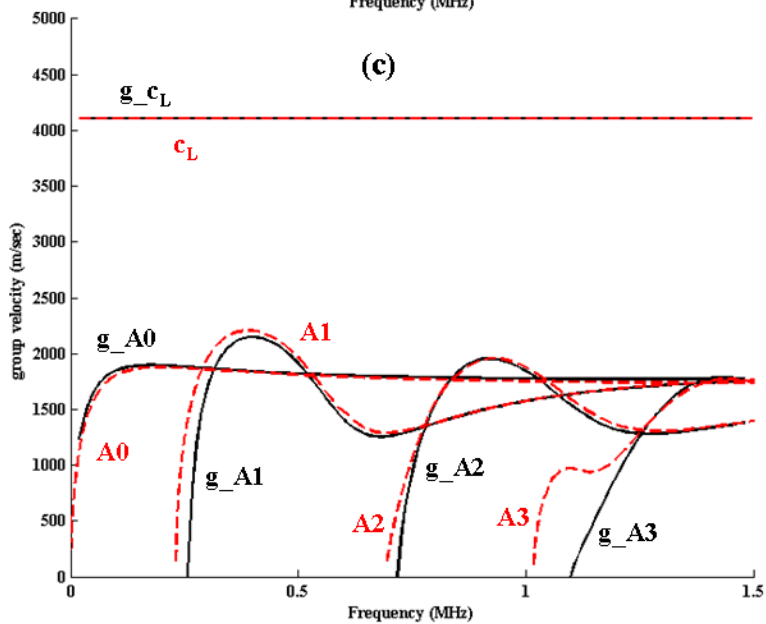 Frequency (MHz)
5000
(c)
4500
g_cL
4000
cL
3500
3000
group velocity (m/sec)
2500
g_A0
A1
2000
1500
A0
1000
g_A1
g_A2
500
A2
A3
g_A3
0
0
0.5
1
1.5
Frequency (MHz)